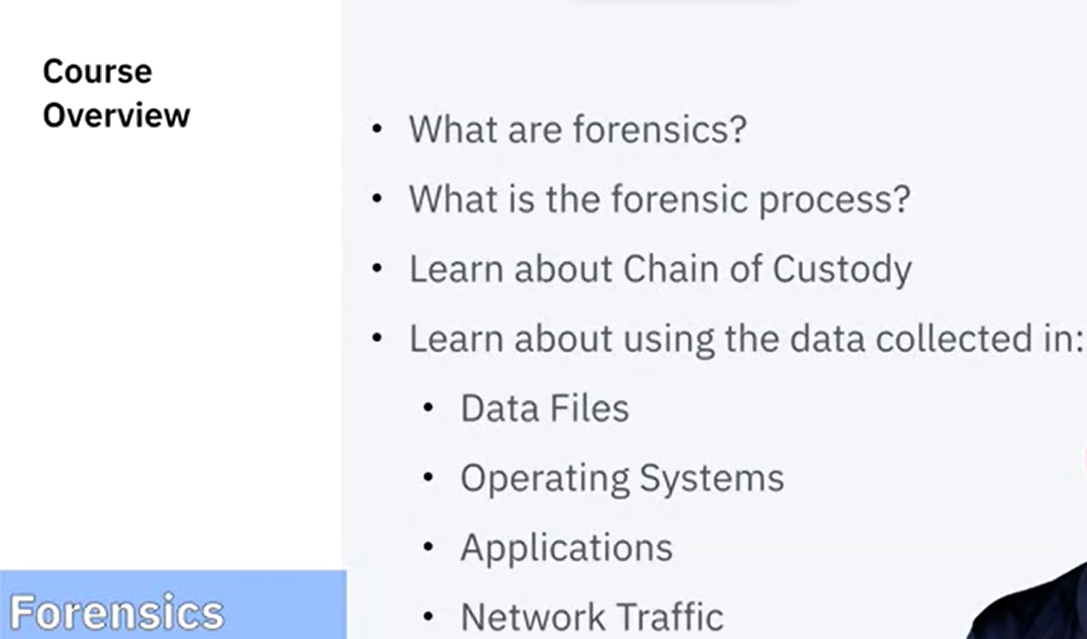 Course
Overview
• What are forensics?
• What is the forensic process?
• Learn about Chain of Custody
• Learn about using the data collected in:
• Data Files
• Operating Systems
• Applications
• Network Traffic
Forensics